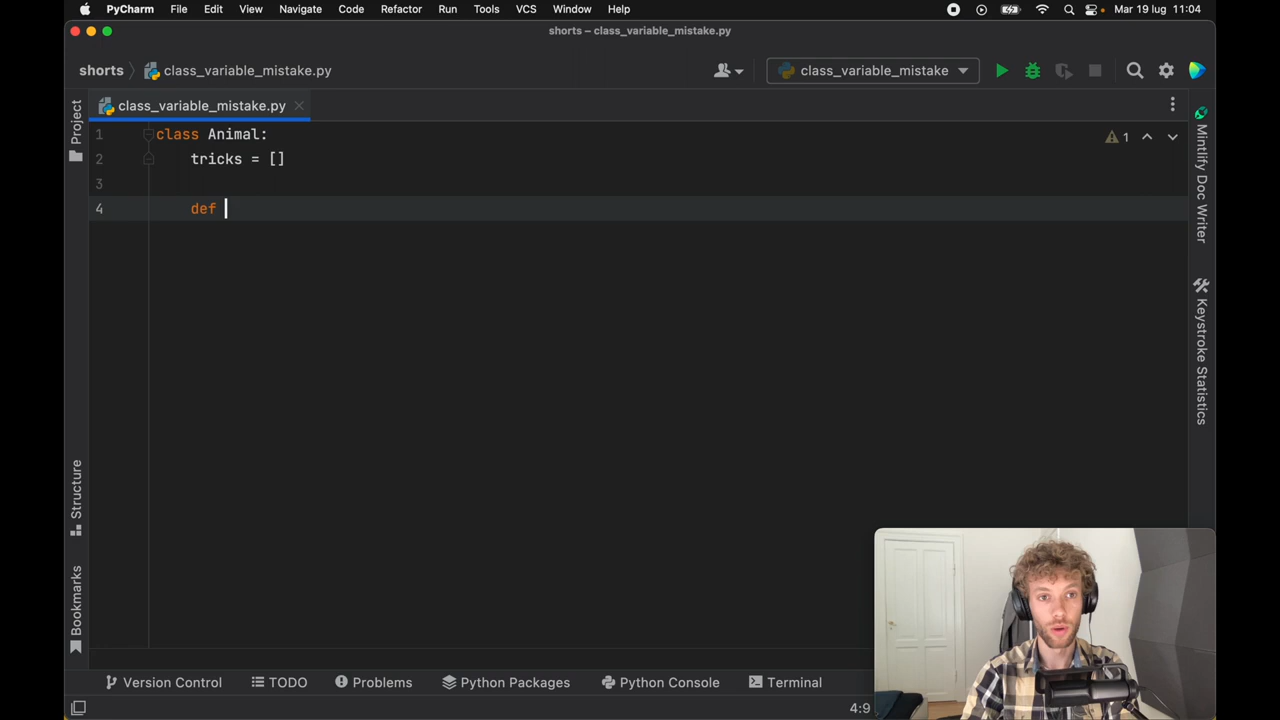 PyCharm File Edit View Navigate Code Refactor Run Tools VCS Window Help Mar 19 lug 11:04
shorts – class_variable_mistake.py
shorts class_variable_mistake.py class_variable_mistake
class_variable_mistake.py
Project
1 class Animal:
2 tricks = []
3
4 def
1
Mintlify Doc Writer
Keystroke Statistics
Structure
Bookmarks
Version Control TODO Problems Python Packages Python Console Terminal
4:9